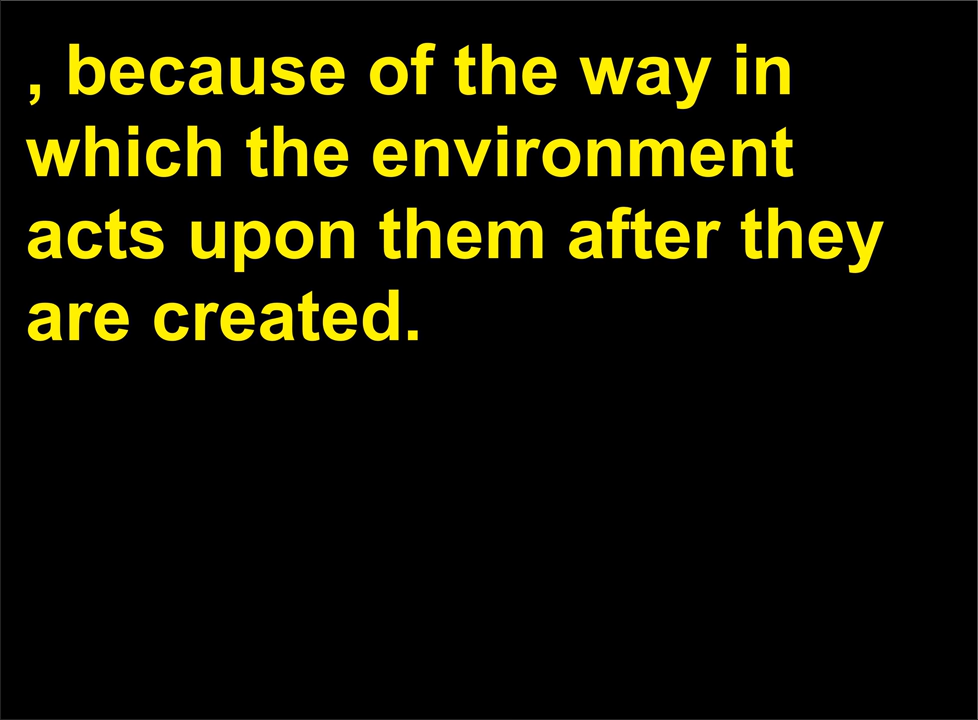 , because of the way in
which the environment
acts upon them after they
are created.